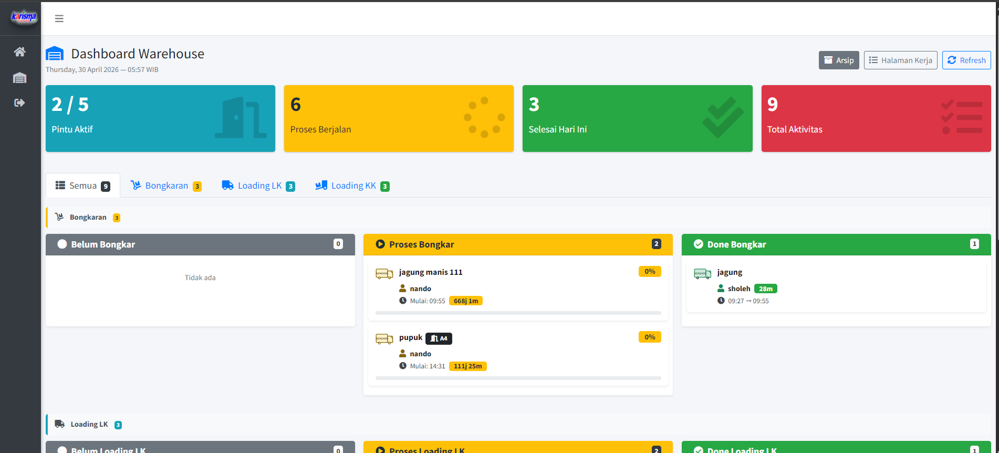 karisma
Dashboard Warehouse
Thursday, 30 April 2026 — 05:57 WIB
Arsip
Halaman Kerja
Refresh
2 / 5
Pintu Aktif
6
Proses Berjalan
3
Selesai Hari Ini
9
Total Aktivitas
Semua 9
Bongkaran 3
Loading LK 3
Loading KK 3
Bongkaran 3
Belum Bongkar 0
Tidak ada
Proses Bongkar 2
BONGKAR jagung manis 111 0%
nando
Mulai: 09:55 668j 1m
BONGKAR pupuk A4 0%
nando
Mulai: 14:31 111j 25m
Done Bongkar 1
BONGKAR jagung
sholeh 28m
09:27 → 09:55
Loading LK 3
Belum Loading LK 0
Proses Loading LK 2
Done Loading LK 1